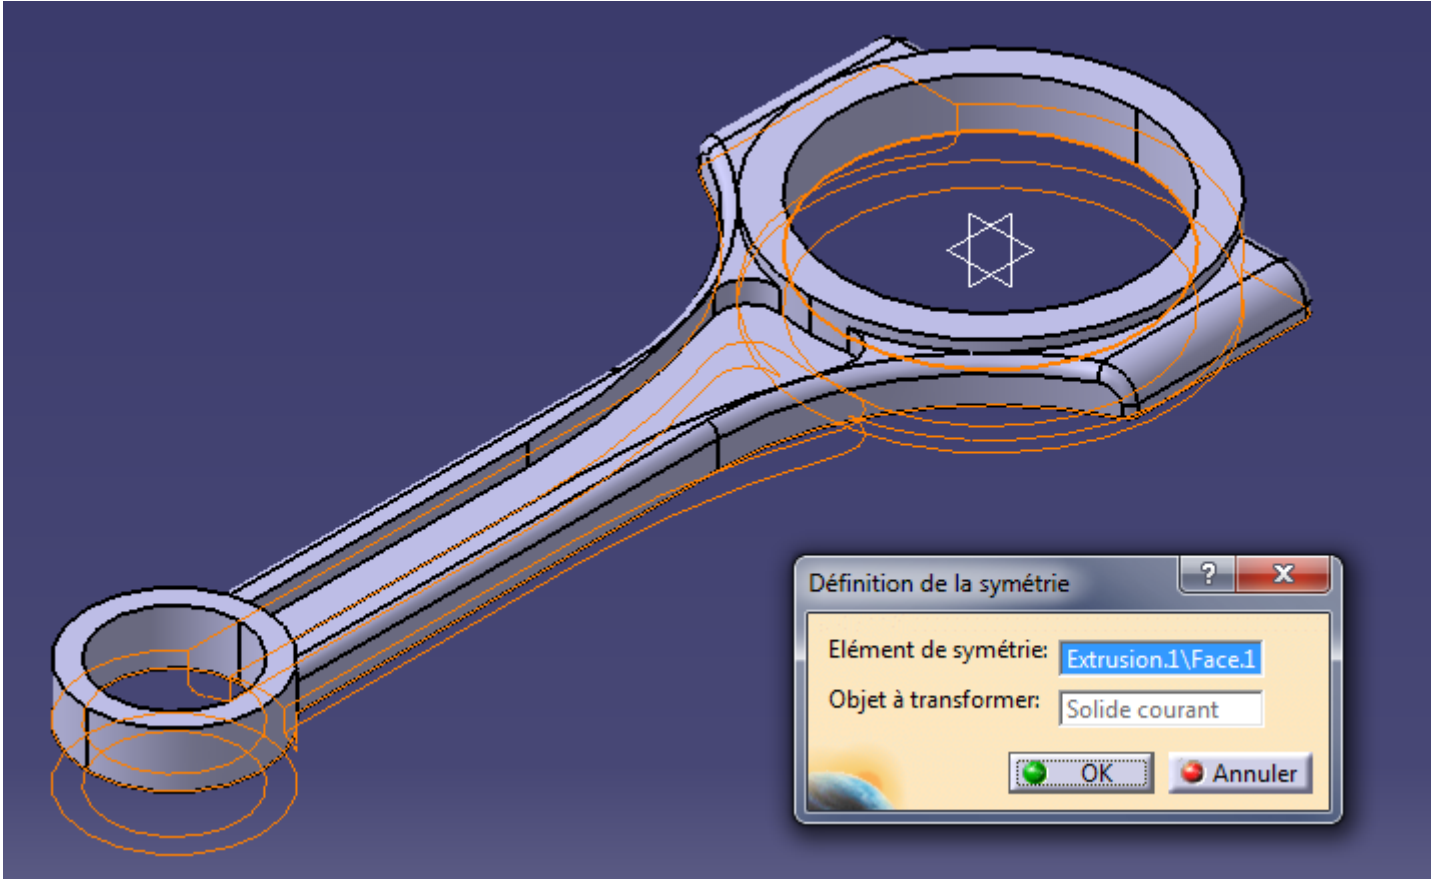 Définition de la symétrie
?
Elément de symétrie: Extrusion.1\Face.1
Objet à transformer: Solide courant
OK Annuler